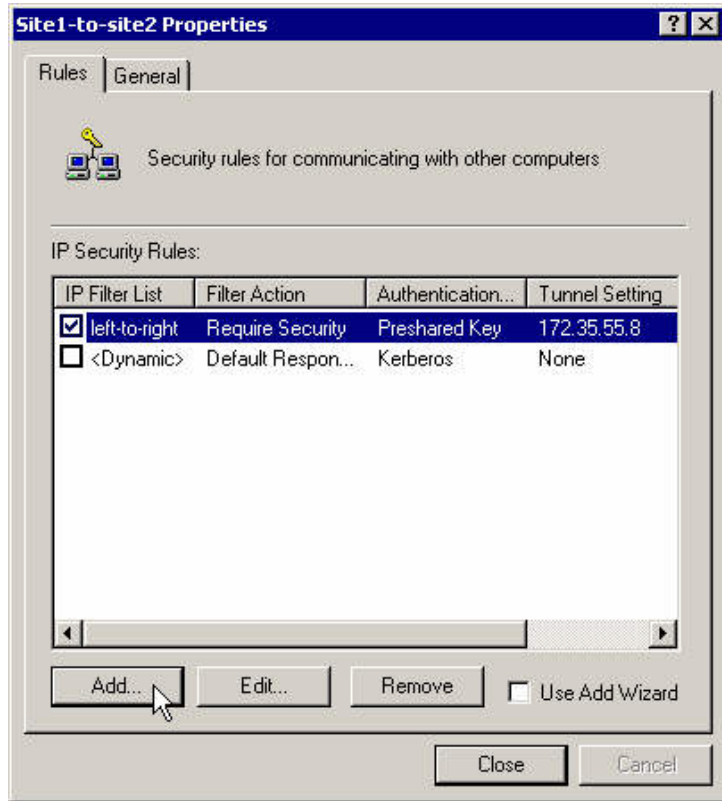 Site1-to-site2 Properties
Rules General
Security rules for communicating with other computers
IP Security Rules:
IP Filter List Filter Action Authentication... Tunnel Setting
left-to-right Require Security Preshared Key 172.35.55.8
<Dynamic> Default Respon... Kerberos None
Add... Edit... Remove Use Add Wizard
Close Cancel